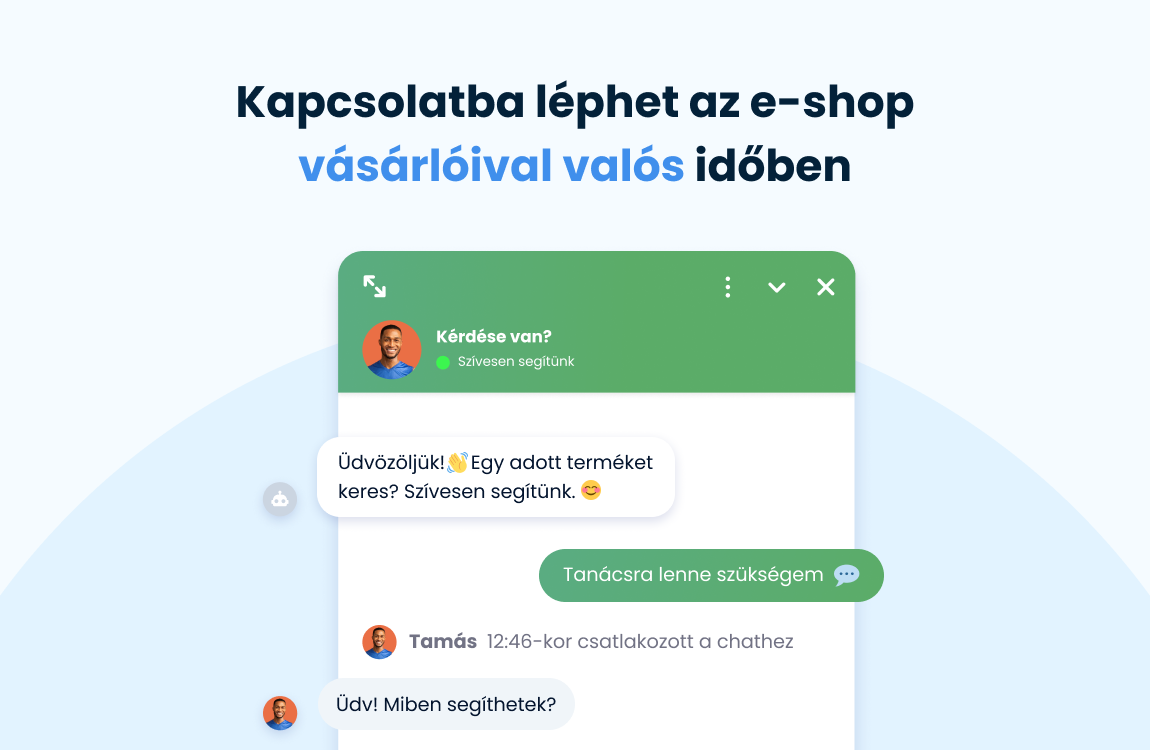 Kapcsolatba léphet az e-shop
vásárlóival valós időben
Kérdése van?
Szívesen segítünk
Üdvözöljük!👋Egy adott terméket
keres? Szívesen segítünk. 😊
Tanácsra lenne szükségem 💬
Tamás 12:46-kor csatlakozott a chathez
Üdv! Miben segíthetek?